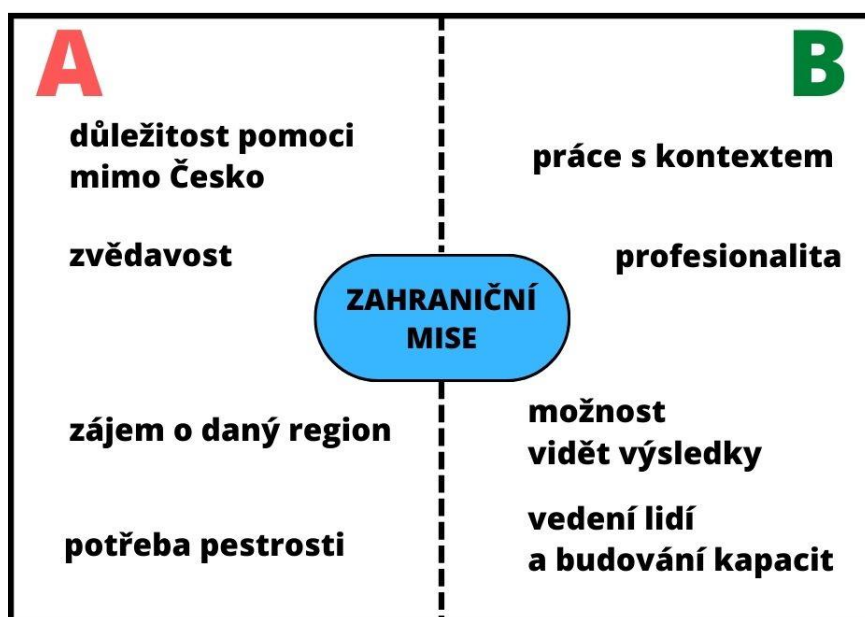 A
důležitost pomoci
mimo Česko
zvědavost
zájem o daný region
potřeba pestrosti
ZAHRANIČNÍ
MISE
B
práce s kontextem
profesionalita
možnost
vidět výsledky
vedení lidí
a budování kapacit